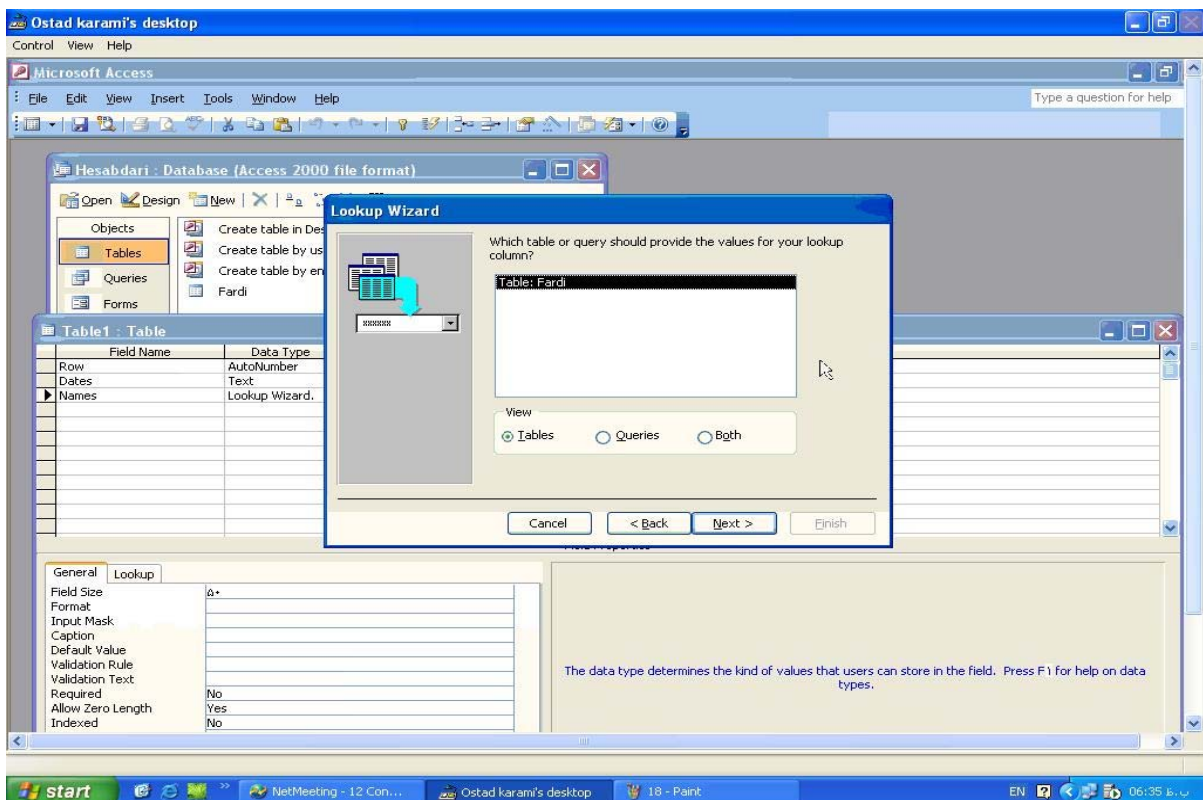 Ostad karami's desktop
Control View Help
Microsoft Access
File Edit View Insert Tools Window Help
Type a question for help
Hesabdari : Database (Access 2000 file format)
Open Design New
Objects
Tables
Queries
Forms
Create table in Des
Create table by us
Create table by en
Fardi
Lookup Wizard
Which table or query should provide the values for your lookup
column?
Table: Fardi
xxxxxx
View
Tables Queries Both
Cancel < Back Next > Finish
Table1 : Table
Field Name Data Type
Row AutoNumber
Dates Text
Names Lookup Wizard.
General Lookup
Field Size ۵۰
Format
Input Mask
Caption
Default Value
Validation Rule
Validation Text
Required No
Allow Zero Length Yes
Indexed No
The data type determines the kind of values that users can store in the field. Press F۱ for help on data
types.
start NetMeeting - 12 Con... Ostad karami's desktop 18 - Paint EN 06:35 ب.ظ